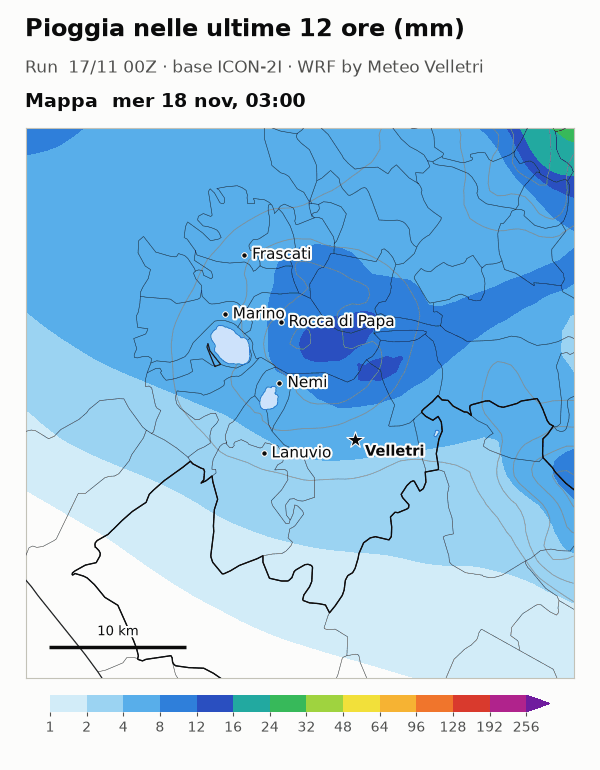 Pioggia nelle ultime 12 ore (mm)
Run 17/11 00Z · base ICON-2I · WRF by Meteo Velletri
Mappa mer 18 nov, 03:00
Frascati
Marino
Rocca di Papa
Nemi
Velletri
Lanuvio
10 km
1 2 4 8 12 16 24 32 48 64 96 128 192 256